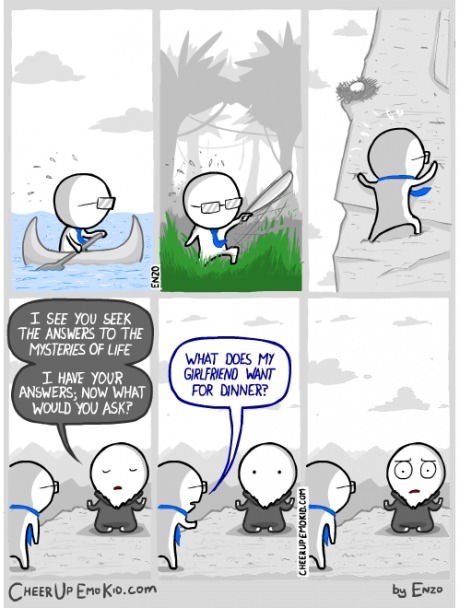 ENZO
I SEE YOU SEEK
THE ANSWERS TO THE
MYSTERIES OF LIFE
I HAVE YOUR
ANSWERS; NOW WHAT
WOULD YOU ASK?
WHAT DOES MY
GIRLFRIEND WANT
FOR DINNER?
CHEERUPEMOKID.COM
CHEER UP EMO KID.COM
by ENZO